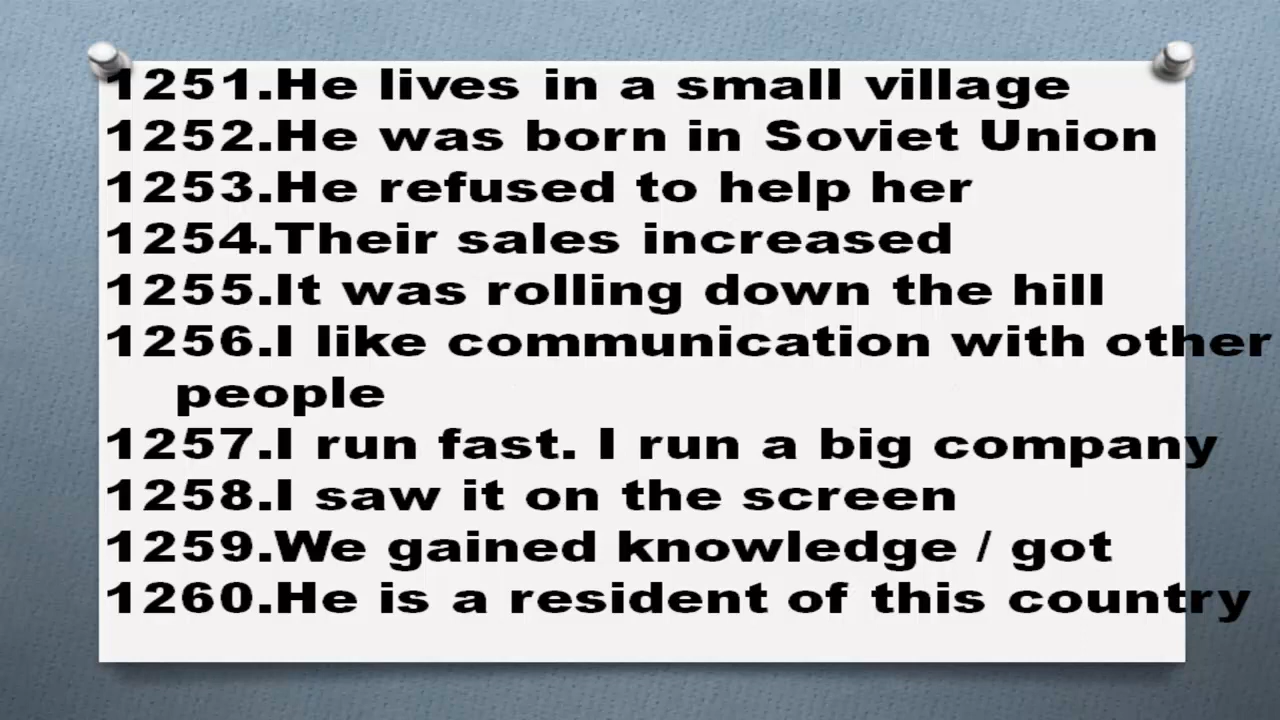 1251.He lives in a small village
1252.He was born in Soviet Union
1253.He refused to help her
1254.Their sales increased
1255.It was rolling down the hill
1256.I like communication with other
people
1257.I run fast. I run a big company
1258.I saw it on the screen
1259.We gained knowledge / got
1260.He is a resident of this country